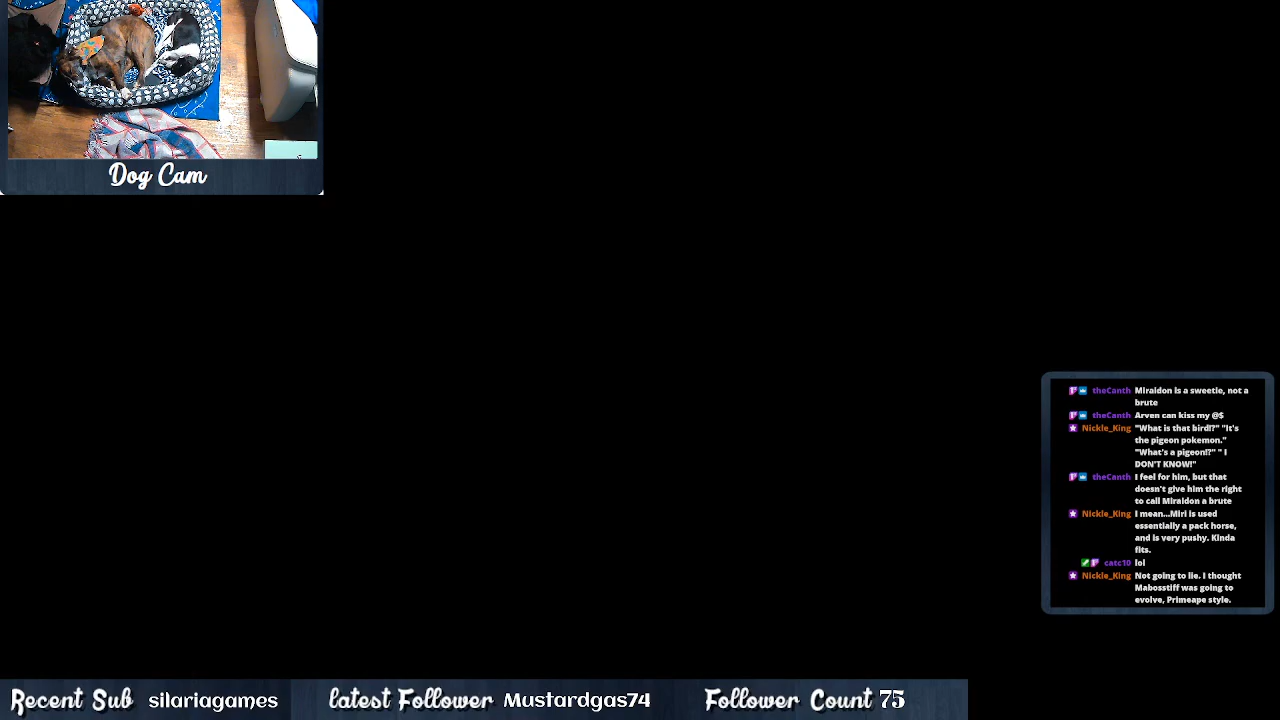 Dog Cam
theCanth Miraidon is a sweetie, not a
brute
theCanth Arven can kiss my @$
Nickle_King "What is that bird!?" "It's
the pigeon pokemon."
"What's a pigeon!?" " I
DON'T KNOW!"
theCanth I feel for him, but that
doesn't give him the right
to call Miraidon a brute
Nickle_King I mean...Miri is used
essentially a pack horse,
and is very pushy. Kinda
fits.
catc10 lol
Nickle_King Not going to lie. I thought
Mabosstiff was going to
evolve, Primeape style.
Recent Sub silariagames latest Follower Mustardgas74 Follower Count 75